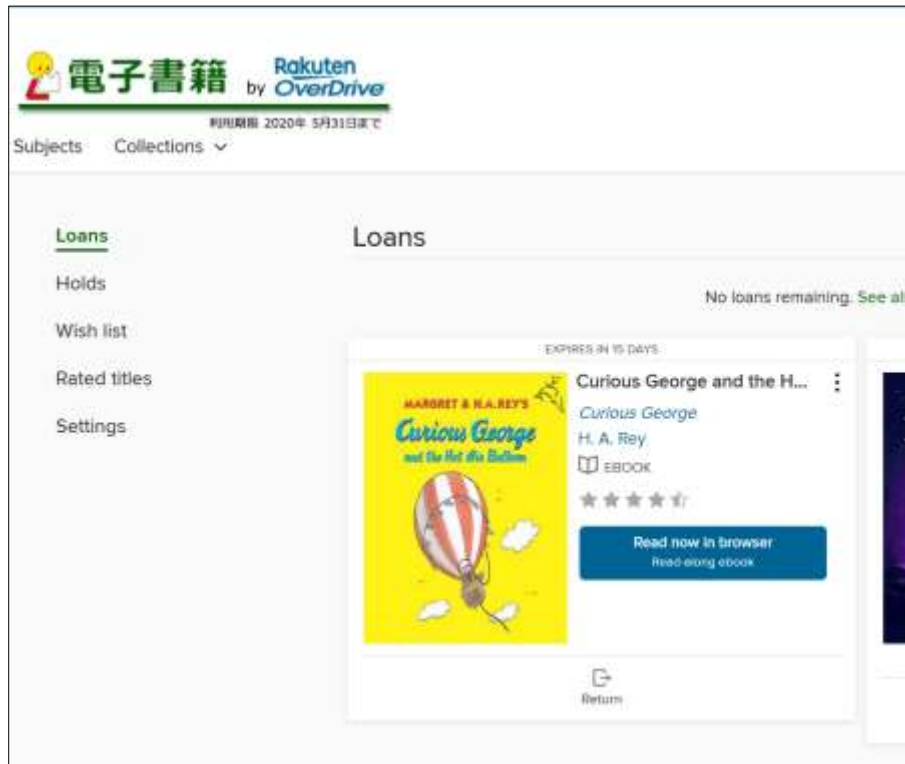 電子書籍 by Rakuten OverDrive
利用期限 2020年 5月31日まで
Subjects Collections
Loans
Holds
Wish list
Rated titles
Settings
Loans
No loans remaining. See al
EXPIRES IN 15 DAYS
MARGRET & H.A.REY'S
Curious George
and the Hot Air Balloon
Curious George and the H...
Curious George
H. A. Rey
EBOOK
Read now in browser
Read-along ebook
Return